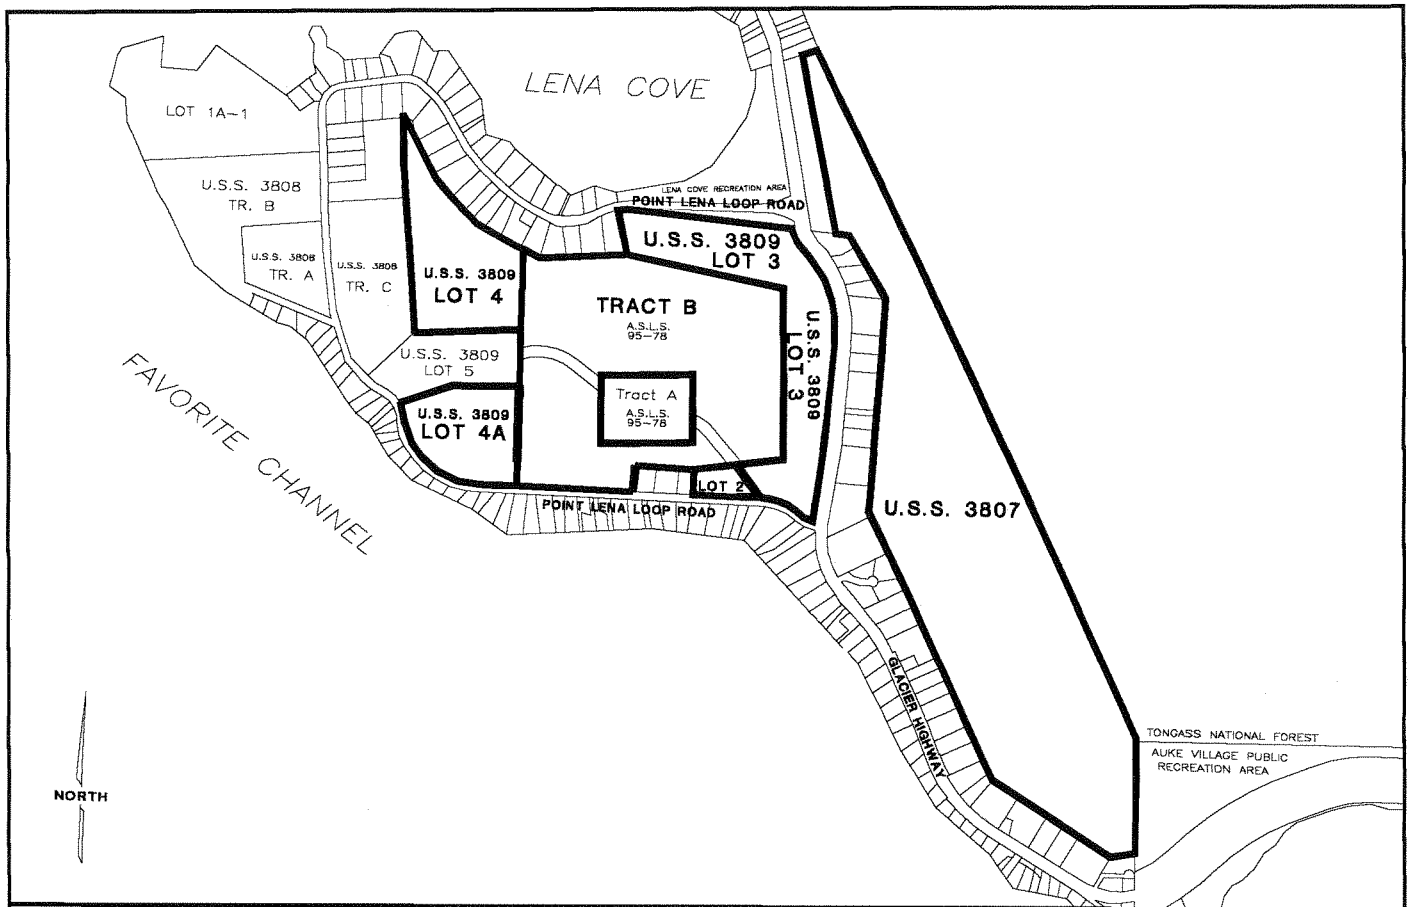 LENA COVE
LOT 1A-1
U.S.S. 3808
TR. B
LENA COVE RECREATION AREA
POINT LENA LOOP ROAD
U.S.S. 3809
LOT 3
U.S.S. 3808
TR. A
U.S.S. 3808
TR. C
U.S.S. 3809
LOT 4
TRACT B
A.S.L.S.
95-78
U.S.S. 3809
LOT 3
U.S.S. 3809
LOT 5
Tract A
A.S.L.S.
95-78
U.S.S. 3809
LOT 4A
FAVORITE CHANNEL
LOT 2
POINT LENA LOOP ROAD
U.S.S. 3807
GLACIER HIGHWAY
TONGASS NATIONAL FOREST
AUKE VILLAGE PUBLIC
RECREATION AREA
NORTH